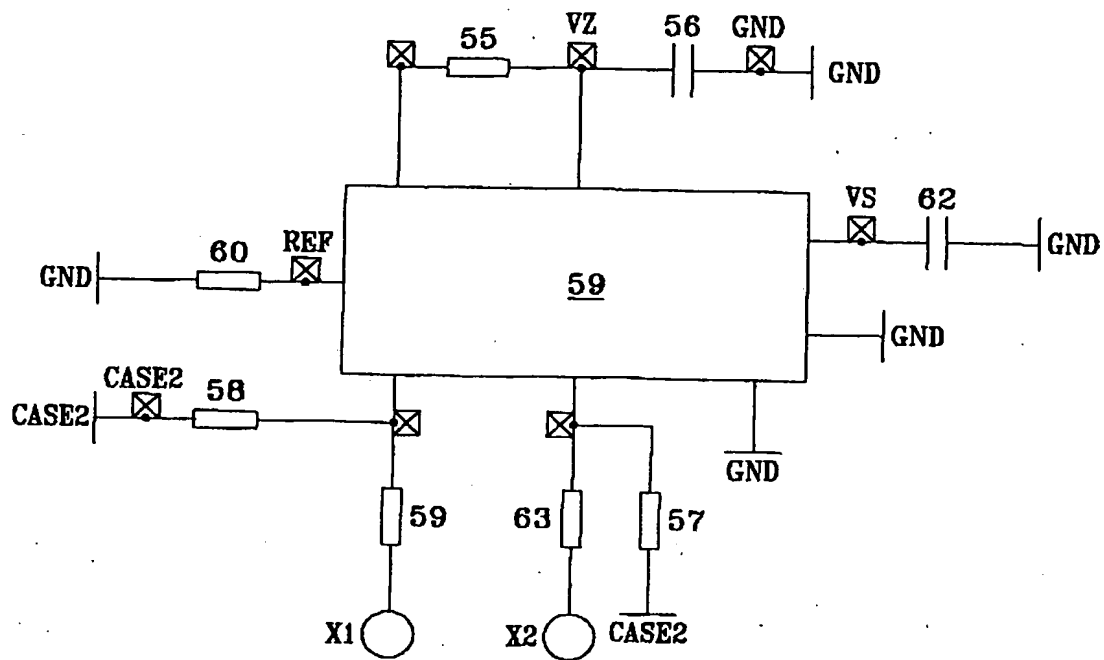 55 VZ 56 GND
GND
VS 62
GND
60 REF
GND
59
GND
CASE2 58
CASE2
GND
59 63 57
X1 X2 CASE2